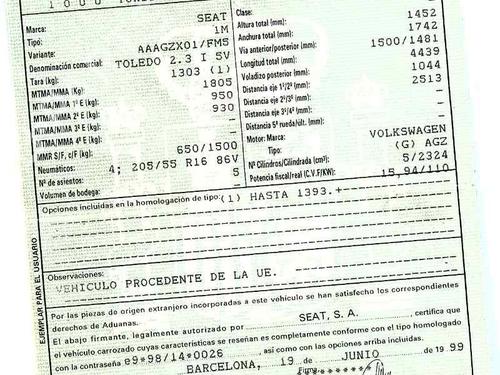 Marca: SEAT
Tipo: 1M
Variante: AAAGZX01/FM5
Denominación comercial: TOLEDO 2.3 I 5V
Tara (kg): 1303 (1)
MTMA/MMA (Kg) 1805
MTMA/MMA 1º E (kg) 950
MTMA/MMA 2º E (kg) 930
MTMA/MMA 3º E (kg) —
MTMA/MMA 4º E (kg) —
MMR S/F, c/F (kg): 650/1500
Neumáticos: 4; 205/55 R16 86V
Nº de asientos: 5
Volumen de bodega: —
Clase:
Altura total (mm): 1452
Anchura total (mm): 1742
Vía anterior/posterior (mm): 1500/1481
Longitud total (mm): 4439
Voladizo posterior (mm): 1044
Distancia eje 1º/2º (mm): 2513
Distancia eje 2º/3º (mm): —
Distancia eje 3º/4º (mm): —
Distancia 5ª rueda/últ. (mm): —
Motor: Marca: VOLKSWAGEN
Tipo: (G) AGZ
Nº Cilindros/Cilindrada (cm³): 5/2324
Potencia fiscal/real (C.V.F/KW): 15,94/110
Opciones incluidas en la homologación de tipo: (1) HASTA 1393.+
EJEMPLAR PARA EL USUARIO
Observaciones:
VEHICULO PROCEDENTE DE LA UE.
Por las piezas de origen extranjero incorporadas a este vehículo se han satisfecho los correspondientes
derechos de Aduanas.
El abajo firmante, legalmente autorizado por SEAT, S.A. certifica que
el vehículo carrozado cuyas características se reseñan es completamente conforme con el tipo homologado
con la contraseña e9*98/14*0026, así como con las opciones arriba incluidas.
BARCELONA, 19 de JUNIO de 1999
Firma